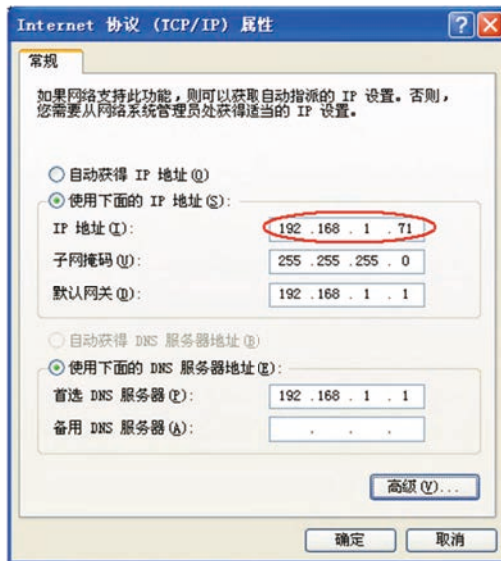 Internet 协议 (TCP/IP) 属性
常规
如果网络支持此功能，则可以获取自动指派的 IP 设置。否则，
您需要从网络系统管理员处获得适当的 IP 设置。
自动获得 IP 地址(O)
使用下面的 IP 地址(S):
IP 地址(I): 192 .168 . 1 .71
子网掩码(U): 255 .255 .255 . 0
默认网关(D): 192 .168 . 1 . 1
自动获得 DNS 服务器地址(B)
使用下面的 DNS 服务器地址(E):
首选 DNS 服务器(P): 192 .168 . 1 . 1
备用 DNS 服务器(A): . . .
高级(V)...
确定 取消